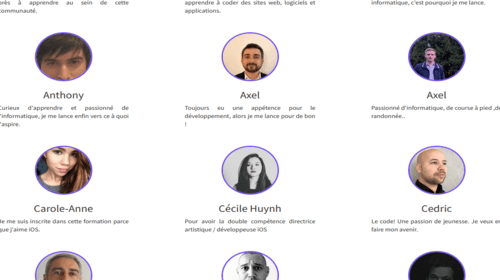 près à apprendre au sein de cette communauté.
apprendre à coder des sites web, logiciels et applications.
informatique, c'est pourquoi je me lance.
Anthony
Axel
Axel
Curieux d'apprendre et passionné de
l'informatique, je me lance enfin vers ce à quoi
j'aspire.
Toujours eu une appétence pour le
développement, alors je me lance pour de bon
!
Passionné d'informatique, de course à pied ,de
randonnée..
Carole-Anne
Cécile Huynh
Cedric
Je me suis inscrite dans cette formation parce
que j'aime iOS.
Pour avoir la double compétence directrice
artistique / développeuse iOS
Le code! Une passion de jeunesse. Je veux en
faire mon avenir.